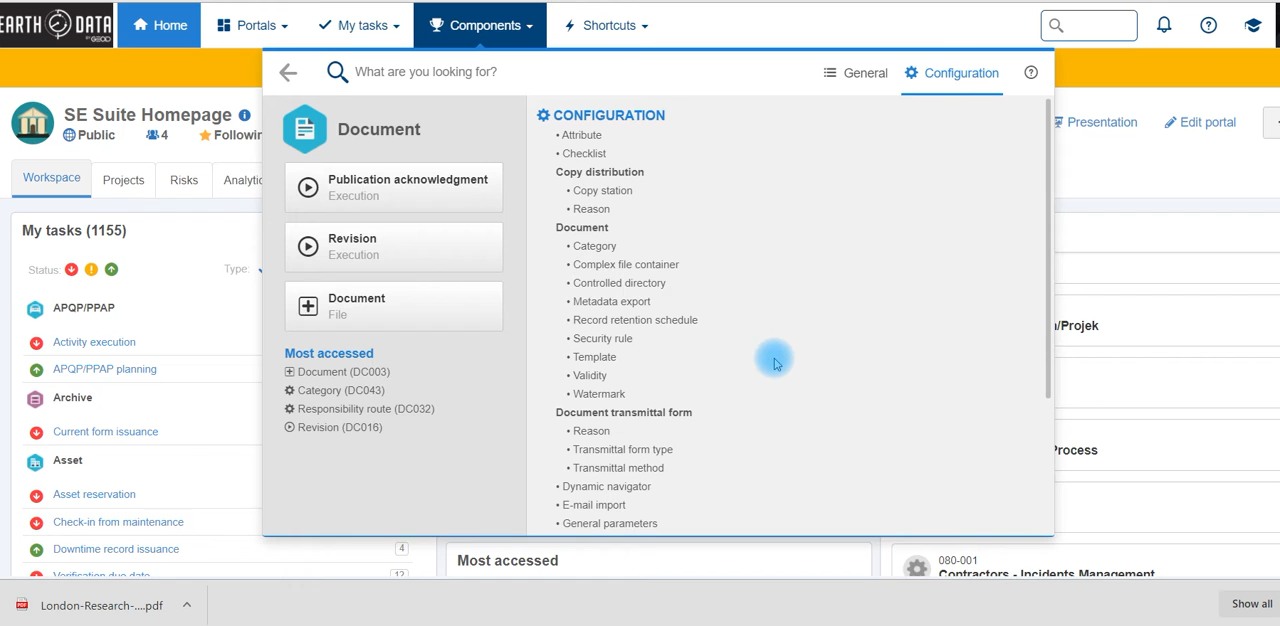 EARTH DATA
BY GEOD
Home
Portals
My tasks
Components
Shortcuts
What are you looking for?
General
Configuration
SE Suite Homepage
Public
4
Followin
Presentation
Edit portal
Workspace
Projects
Risks
Analytic
My tasks (1155)
Status:
Type:
APQP/PPAP
Activity execution
APQP/PPAP planning
Archive
Current form issuance
Asset
Asset reservation
Check-in from maintenance
Downtime record issuance
4
Verification due date
12
Document
Publication acknowledgment
Execution
Revision
Execution
Document
File
Most accessed
Document (DC003)
Category (DC043)
Responsibility route (DC032)
Revision (DC016)
CONFIGURATION
• Attribute
• Checklist
Copy distribution
• Copy station
• Reason
Document
• Category
• Complex file container
• Controlled directory
• Metadata export
• Record retention schedule
• Security rule
• Template
• Validity
• Watermark
Document transmittal form
• Reason
• Transmittal form type
• Transmittal method
• Dynamic navigator
• E-mail import
• General parameters
/Projek
Process
Most accessed
080-001
Contractors - Incidents Management
London-Research-....pdf
Show all